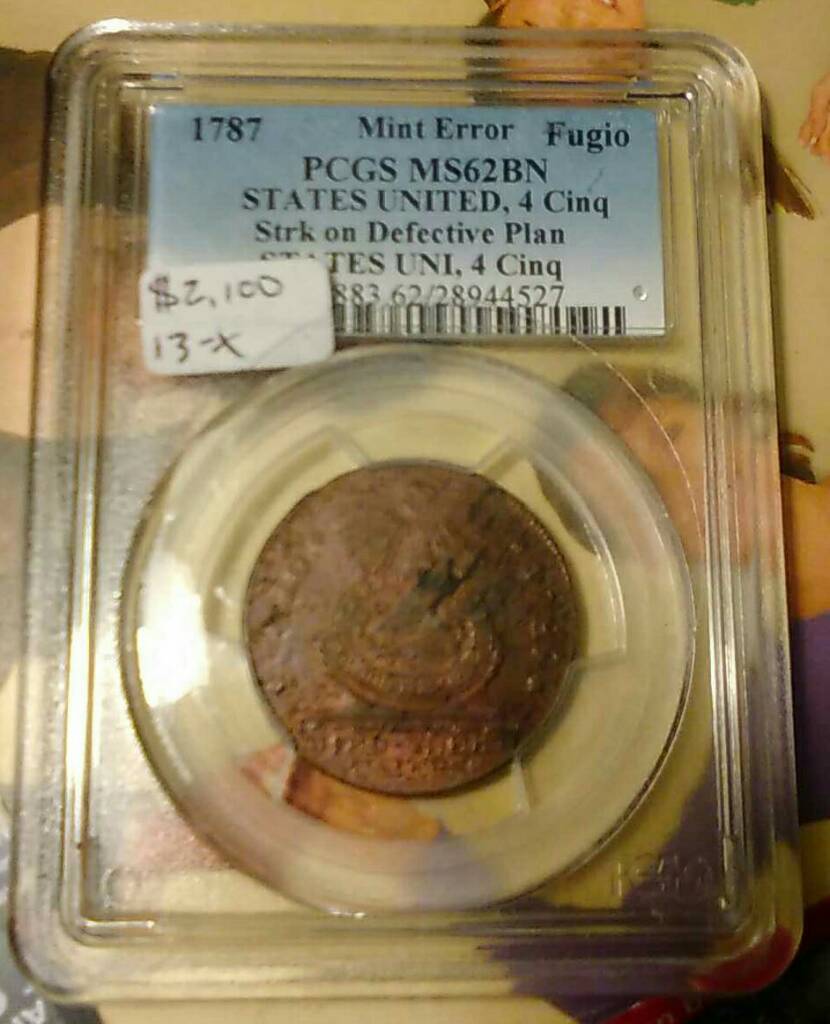 1787 Mint Error Fugio
PCGS MS62BN
STATES UNITED, 4 Cinq
Strk on Defective Plan
STATES UNI, 4 Cinq
883.62/28944527
$2,100
13-X